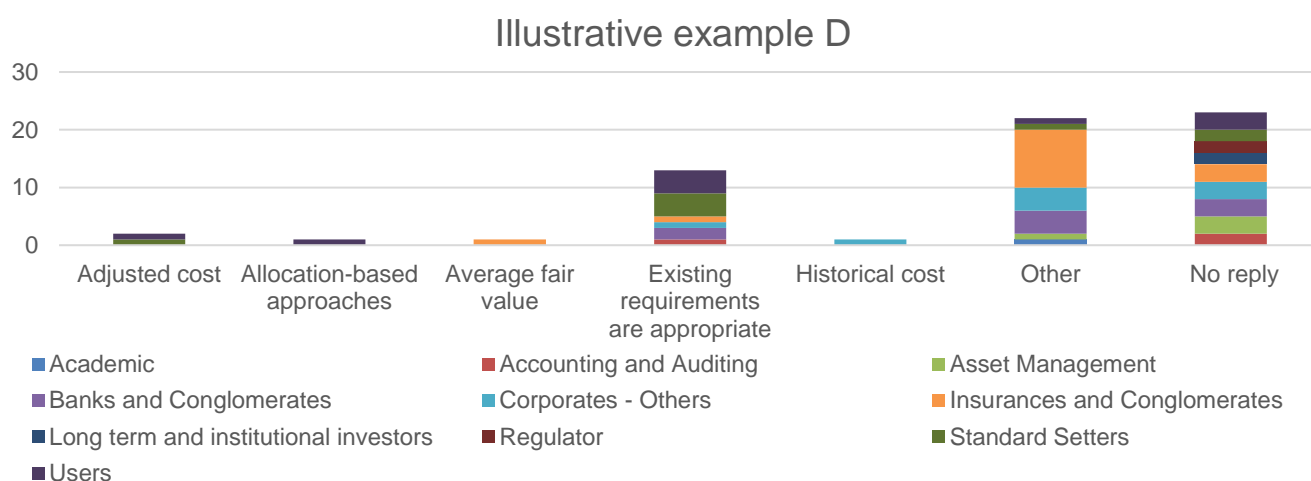 Illustrative example D
30
20
10
0
Adjusted cost
Allocation-based
approaches
Average fair
value
Existing
requirements
are appropriate
Historical cost
Other
No reply
Academic
Accounting and Auditing
Asset Management
Banks and Conglomerates
Corporates - Others
Insurances and Conglomerates
Long term and institutional investors
Regulator
Standard Setters
Users